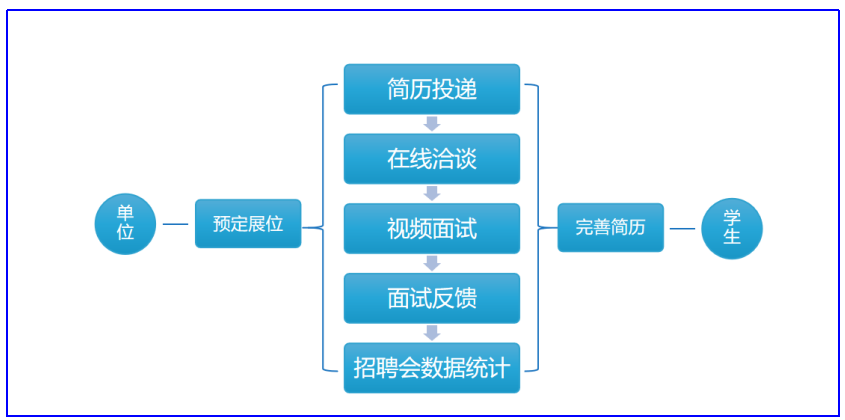 简历投递
在线洽谈
单位
预定展位
视频面试
完善简历
学生
面试反馈
招聘会数据统计